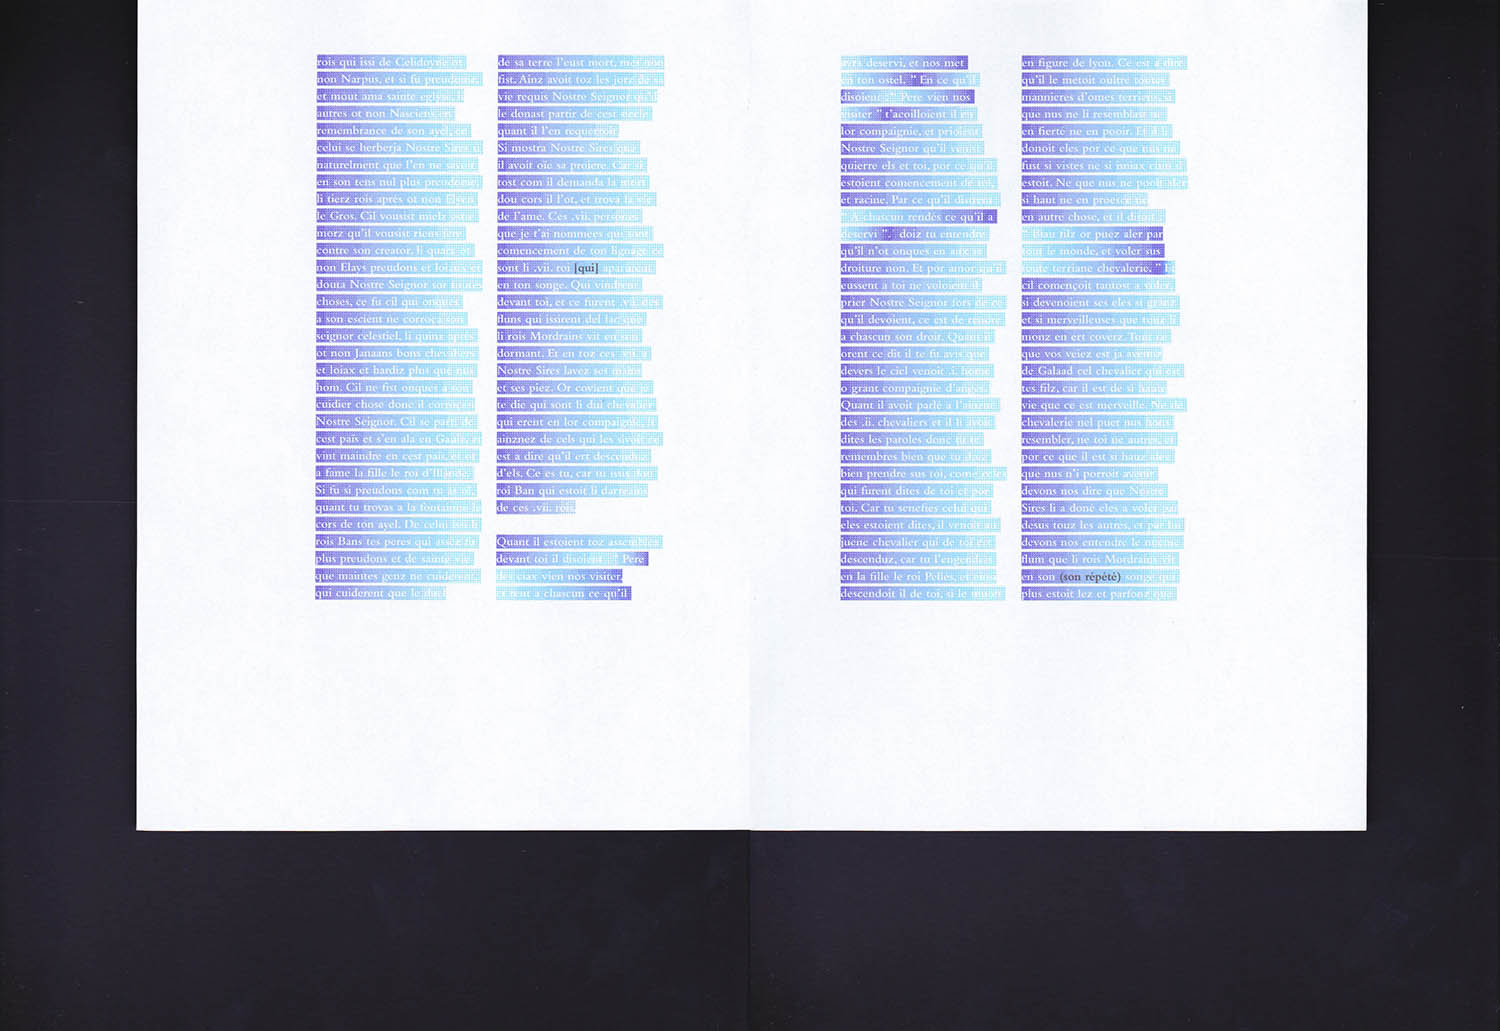 rois qui issi de Celidoyne ot
non Narpus, et si fu preudome,
et mout ama sainte eglyse, li
autres ot non Nasciens en
remembrance de son ayel, en
celui se herberja Nostre Sires si
naturelment que l'en ne savoit
en son tens nul plus preudome,
li tierz rois aprés ot non Elyen
le Gros. Cil vousist mielz estre
morz qu'il vousist riens fere
contre son creator, li quarz ot
non Elays preudons et loiaux et
douta Nostre Seignor sor toutes
choses, ce fu cil qui onques
a son escient ne corroça son
seignor celestiel, li quinz aprés
ot non Janaans bons chevaliers
et loiax et hardiz plus que nus
hom. Cil ne fist onques a son
cuidier chose donc il corroçast
Nostre Seignor. Cil se parti de
cest païs et s'en ala en Gaule, et
vint maindre en cest païs, et ot
a fame la fille le roi d'Illande.
Si fu si preudons com tu as oï,
quant tu trovas a la fontainne le
cors de ton ayel. De celui issi li
rois Bans tes peres qui assez fu
plus preudons et de sainte vie
que maintes genz ne cuiderent,
qui cuiderent que le duel
de sa terre l'eust mort, mes non
fist. Ainz avoit toz les jorz de sa
vie requis Nostre Seignor qu'il
le donast partir de cest siecle
quant il l'en requerroit
Si mostra Nostre Sires que
il avoit oïe sa proiere. Car si
tost com il demanda la mort
dou cors il l'ot, et trova la vie
de l'ame. Ces .vii. persones
que je t'ai nommees qui sont
comencement de ton lignage ce
sont li .vii. roi [qui] aparurent
en ton songe. Qui vindrent
devant toi, et ce furent .vii. des
fluns qui issirent del lac que
li rois Mordrains vit en son
dormant. Et en toz ces .vii. a
Nostre Sires lavez ses mains
et ses piez. Or covient que je
te die qui sont li dui chevalier
qui erent en lor compaignie, li
ainznez de cels qui les sivoit ce
est a dire qu'il ert descenduz
d'els. Ce es tu, car tu issis dou
roi Ban qui estoit li darreains
de ces .vii. rois.
Quant il estoient toz assemblez
devant toi il disoient : " Pere
des ciax vien nos visiter,
et rent a chascun ce qu'il
avra deservi, et nos met
en ton ostel. " En ce qu'il
disoient :" Pere vien nos
visiter " t'acoilloient il en
lor compaignie, et prioient
Nostre Seignor qu'il venist
quierre els et toi, por ce qu'il
estoient comencement de toi,
et racine. Par ce qu'il distrent
" A chascun rendés ce qu'il a
deservi ". doiz tu entendre
qu'il n'ot onques en aux se
droiture non. Et por amor qu'il
eussent a toi ne voloient il
prier Nostre Seignor fors de ce
qu'il devoient, ce est de rendre
a chascun son droit. Quant il
orent ce dit il te fu avis que
devers le ciel venoit .i. home
o grant compaignie d'anges.
Quant il avoit parlé a l'ainzné
des .ii. chevaliers et il li avoit
dites les paroles donc tu te
remembres bien que tu doiz
bien prendre sus toi, come celes
qui furent dites de toi et por
toi. Car tu senefies celui qui
eles estoient dites, il venoit au
juene chevalier qui de toi est
descenduz, car tu l'engendras
en la fille le roi Pelles, et einsi
descendoit il de toi, si le muoit
en figure de lyon. Ce est a dire
qu'il le metoit oultre toutes
mannieres d'omes terriens, si
que nus ne li resemblast ne
en fierté ne en pooir. Et il li
donoit eles por ce que nus ne
fust si vistes ne si isniax com il
estoit. Ne que nus ne poolt aler
si haut ne en proesce ne
en autre chose, et il disoit :
" Biau filz or puez aler par
tout le monde, et voler sus
toute terriane chevalerie. " Et
cil començoit tantost a voler,
si devenoient ses eles si granz
et si merveilleuses que touz li
monz en ert coverz. Tout ce
que vos veiez est ja avenuz
de Galaad cel chevalier qui est
tes filz, car il est de si haute
vie que ce est merveille. Ne de
chevalerie nel puet nus hons
resembler, ne toi ne autres, et
por ce que il est si hauz alez
que nus n'i porroit avenir
devons nos dire que Nostre
Sires li a doné eles a voler par
desus touz les autres, et par lui
devons nos entendre le nueme
flum que li rois Mordrains vit
en son (son répété) songe qui
plus estoit lez et parfonz que